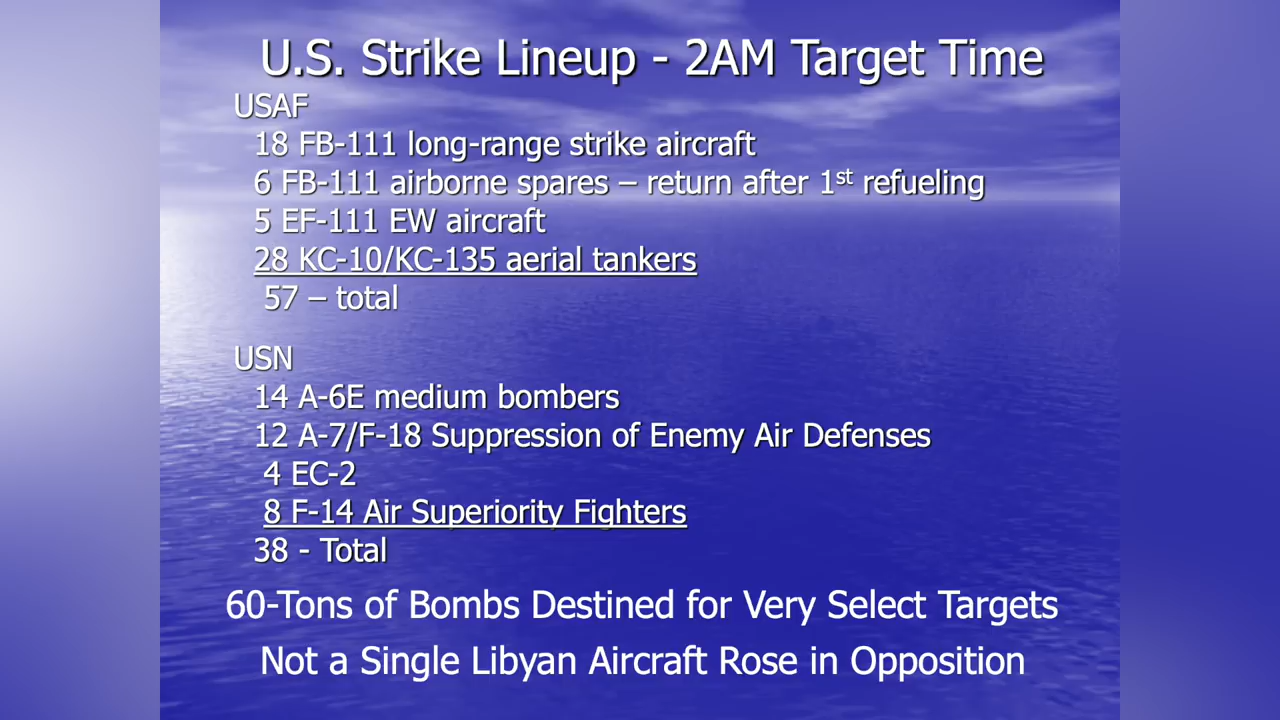 U.S. Strike Lineup - 2AM Target Time
USAF
18 FB-111 long-range strike aircraft
6 FB-111 airborne spares – return after 1st refueling
5 EF-111 EW aircraft
28 KC-10/KC-135 aerial tankers
57 – total
USN
14 A-6E medium bombers
12 A-7/F-18 Suppression of Enemy Air Defenses
4 EC-2
8 F-14 Air Superiority Fighters
38 - Total
60-Tons of Bombs Destined for Very Select Targets
Not a Single Libyan Aircraft Rose in Opposition